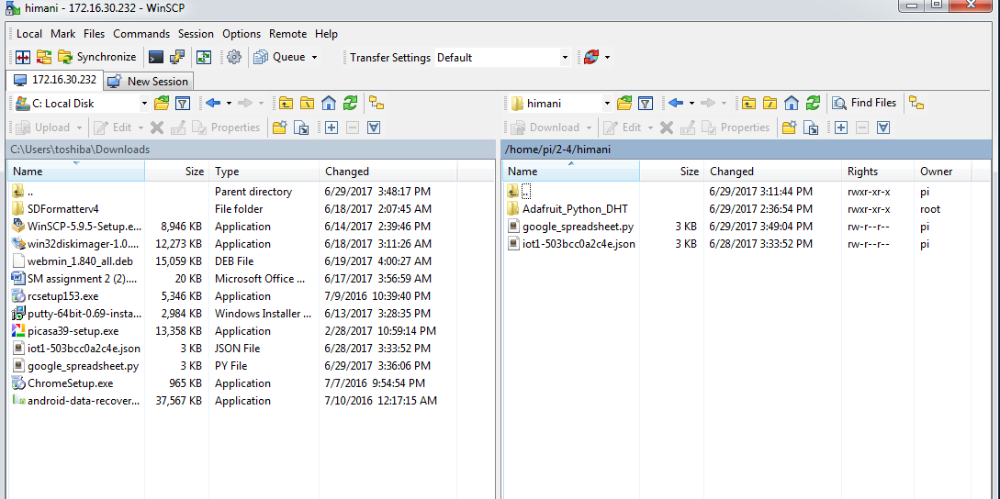 himani - 172.16.30.232 - WinSCP
Local Mark Files Commands Session Options Remote Help
Synchronize Queue Transfer Settings Default
172.16.30.232 New Session
C: Local Disk
Upload Edit Properties
C:\Users\toshiba\Downloads
Name Size Type Changed
.. Parent directory 6/29/2017 3:48:17 PM
SDFormatterv4 File folder 6/18/2017 2:07:45 AM
WinSCP-5.9.5-Setup.e... 8,946 KB Application 6/14/2017 2:39:46 PM
win32diskimager-1.0.... 12,273 KB Application 6/18/2017 3:11:26 AM
webmin_1.840_all.deb 15,059 KB DEB File 6/19/2017 4:00:27 AM
SM assignment 2 (2).... 20 KB Microsoft Office ... 6/17/2017 3:56:59 AM
rcsetup153.exe 5,346 KB Application 7/9/2016 10:39:40 PM
putty-64bit-0.69-insta... 2,984 KB Windows Installer ... 6/13/2017 3:28:35 PM
picasa39-setup.exe 13,358 KB Application 2/28/2017 10:59:14 PM
iot1-503bcc0a2c4e.json 3 KB JSON File 6/28/2017 3:33:52 PM
google_spreadsheet.py 3 KB PY File 6/29/2017 3:36:06 PM
ChromeSetup.exe 965 KB Application 7/7/2016 9:54:54 PM
android-data-recover... 37,567 KB Application 7/10/2016 12:17:15 AM
himani Find Files
Download Edit Properties
/home/pi/2-4/himani
Name Size Changed Rights Owner
.. 6/29/2017 3:11:44 PM rwxr-xr-x pi
Adafruit_Python_DHT 6/29/2017 2:36:54 PM rwxr-xr-x root
google_spreadsheet.py 3 KB 6/29/2017 3:49:04 PM rw-r--r-- pi
iot1-503bcc0a2c4e.json 3 KB 6/28/2017 3:33:52 PM rw-r--r-- pi